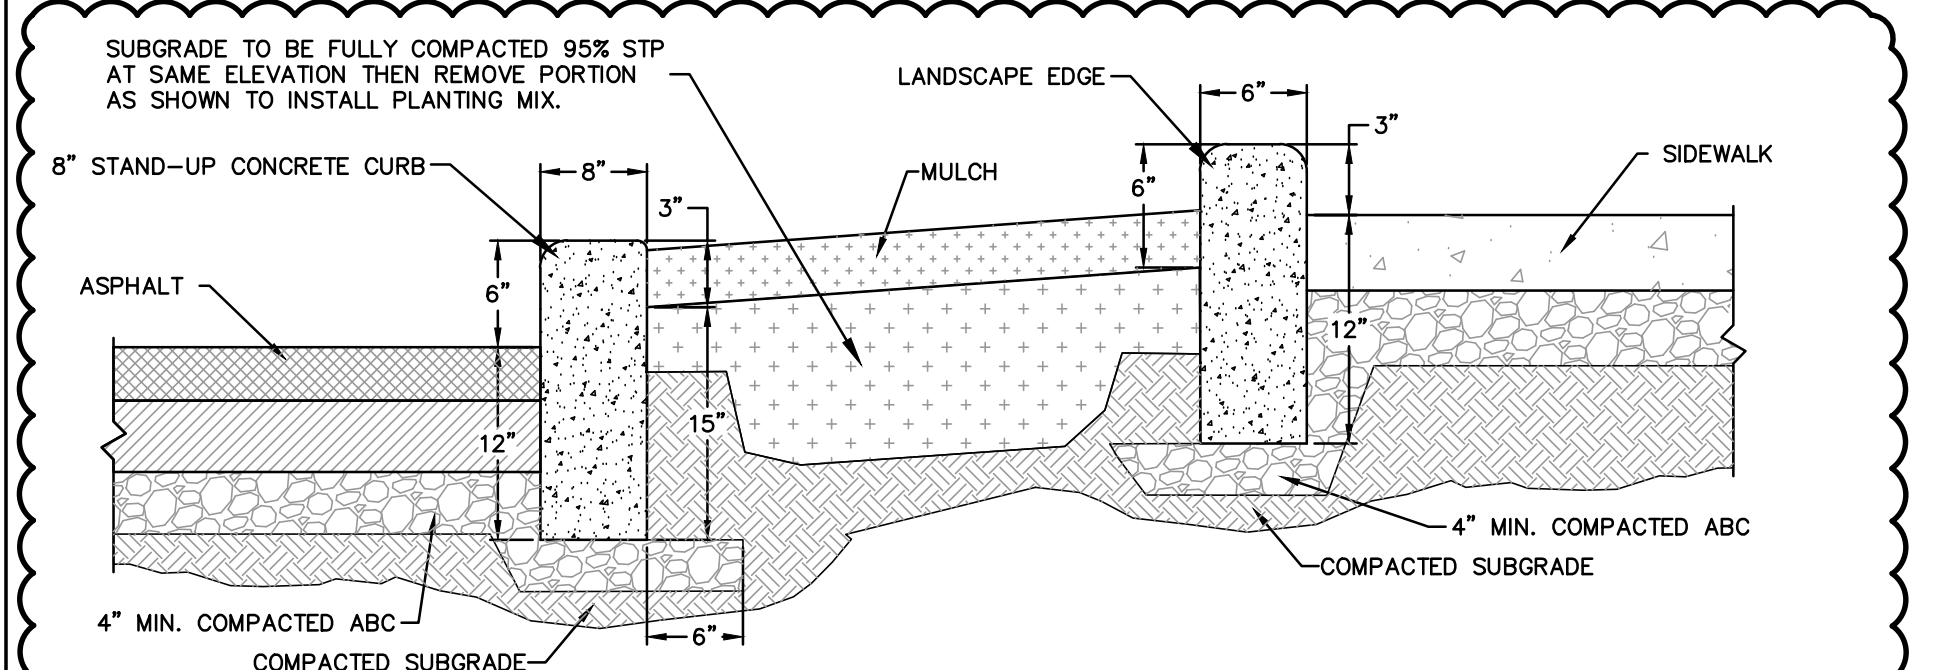 SUBGRADE TO BE FULLY COMPACTED 95% STP
AT SAME ELEVATION THEN REMOVE PORTION
AS SHOWN TO INSTALL PLANTING MIX.
LANDSCAPE EDGE
6"
3"
8" STAND-UP CONCRETE CURB
8"
MULCH
6"
SIDEWALK
3"
ASPHALT
6"
12"
15"
12"
4" MIN. COMPACTED ABC
COMPACTED SUBGRADE
4" MIN. COMPACTED ABC
6"
COMPACTED SUBGRADE